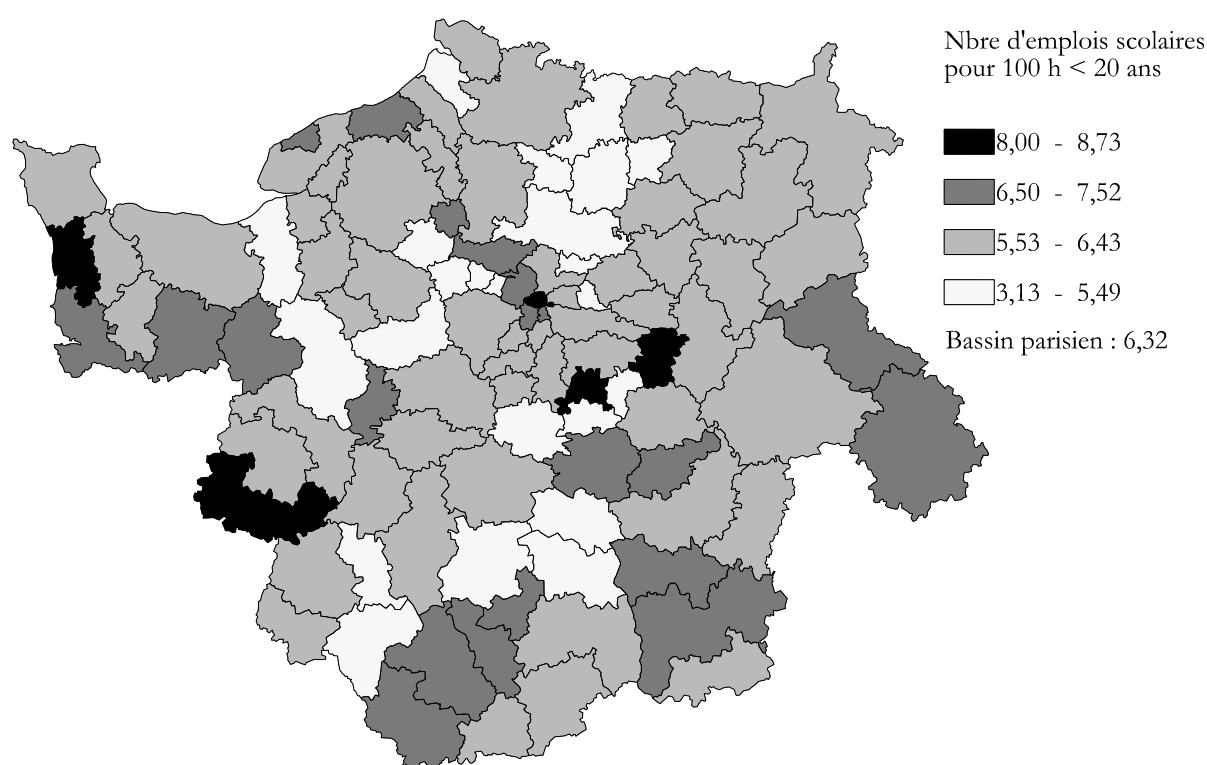 Nbre d'emplois scolaires
pour 100 h < 20 ans
8,00 - 8,73
6,50 - 7,52
5,53 - 6,43
3,13 - 5,49
Bassin parisien : 6,32